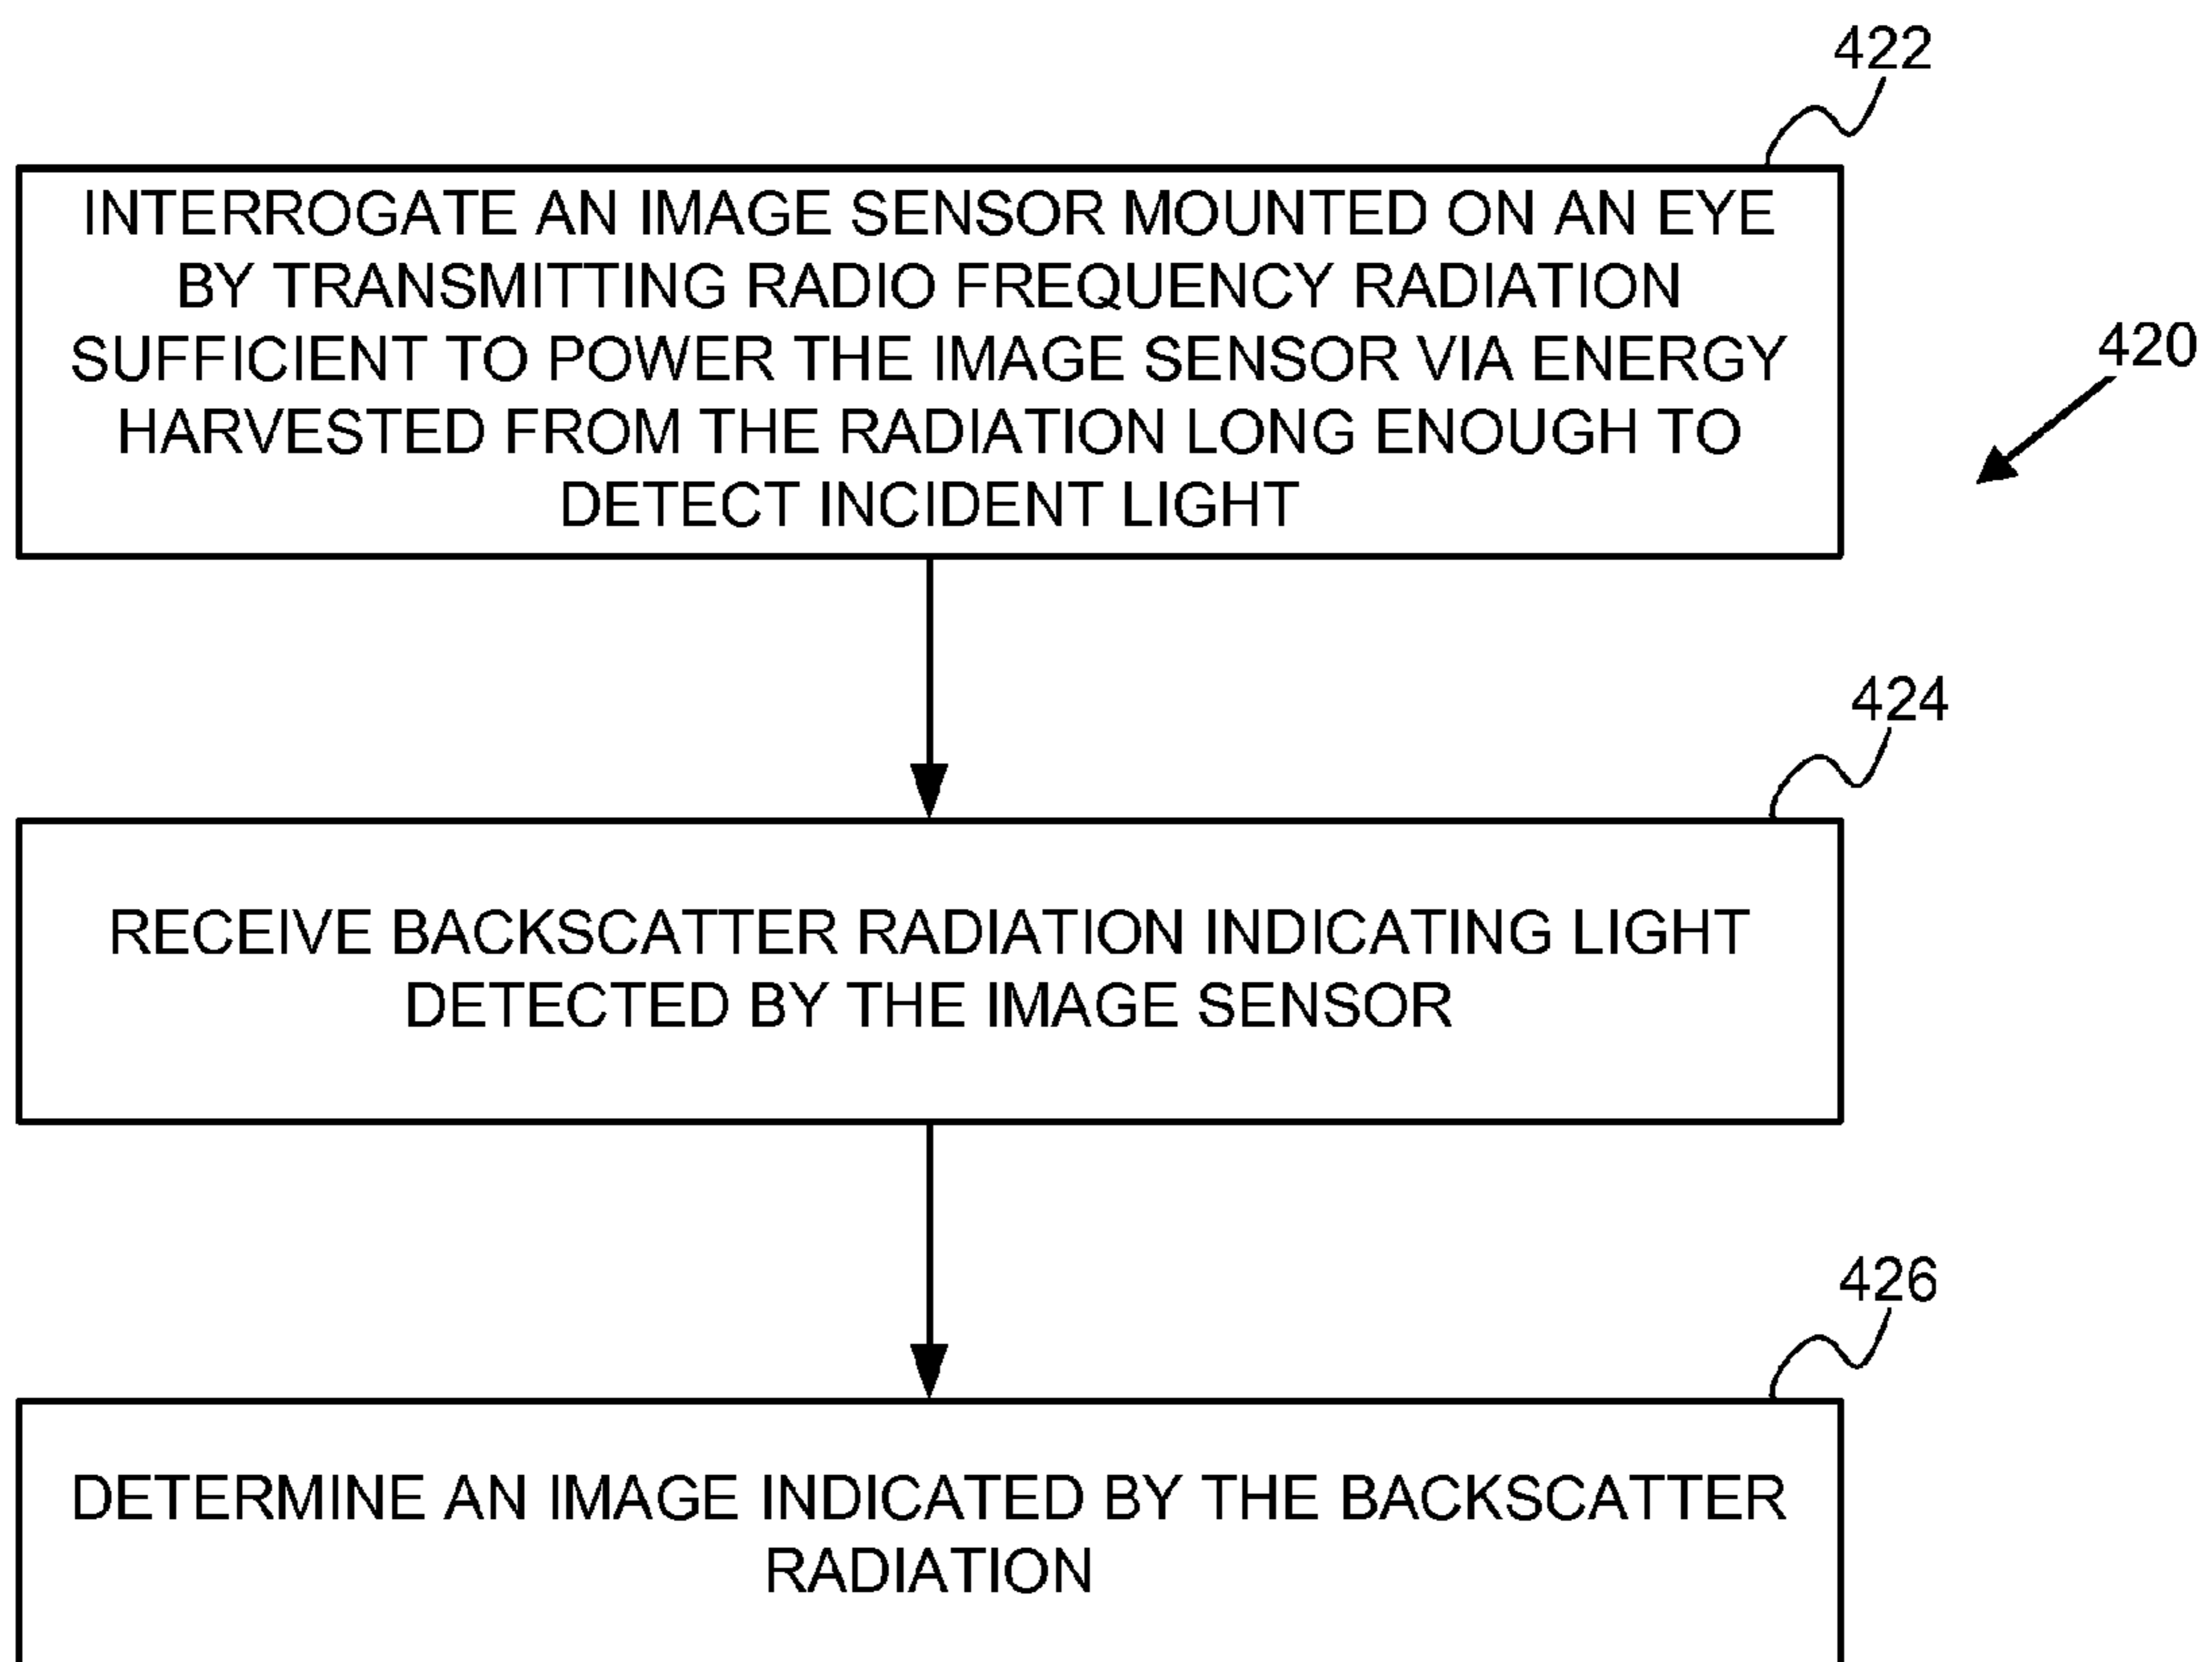 422
INTERROGATE AN IMAGE SENSOR MOUNTED ON AN EYE
BY TRANSMITTING RADIO FREQUENCY RADIATION
SUFFICIENT TO POWER THE IMAGE SENSOR VIA ENERGY
HARVESTED FROM THE RADIATION LONG ENOUGH TO
DETECT INCIDENT LIGHT
420
424
RECEIVE BACKSCATTER RADIATION INDICATING LIGHT
DETECTED BY THE IMAGE SENSOR
426
DETERMINE AN IMAGE INDICATED BY THE BACKSCATTER
RADIATION